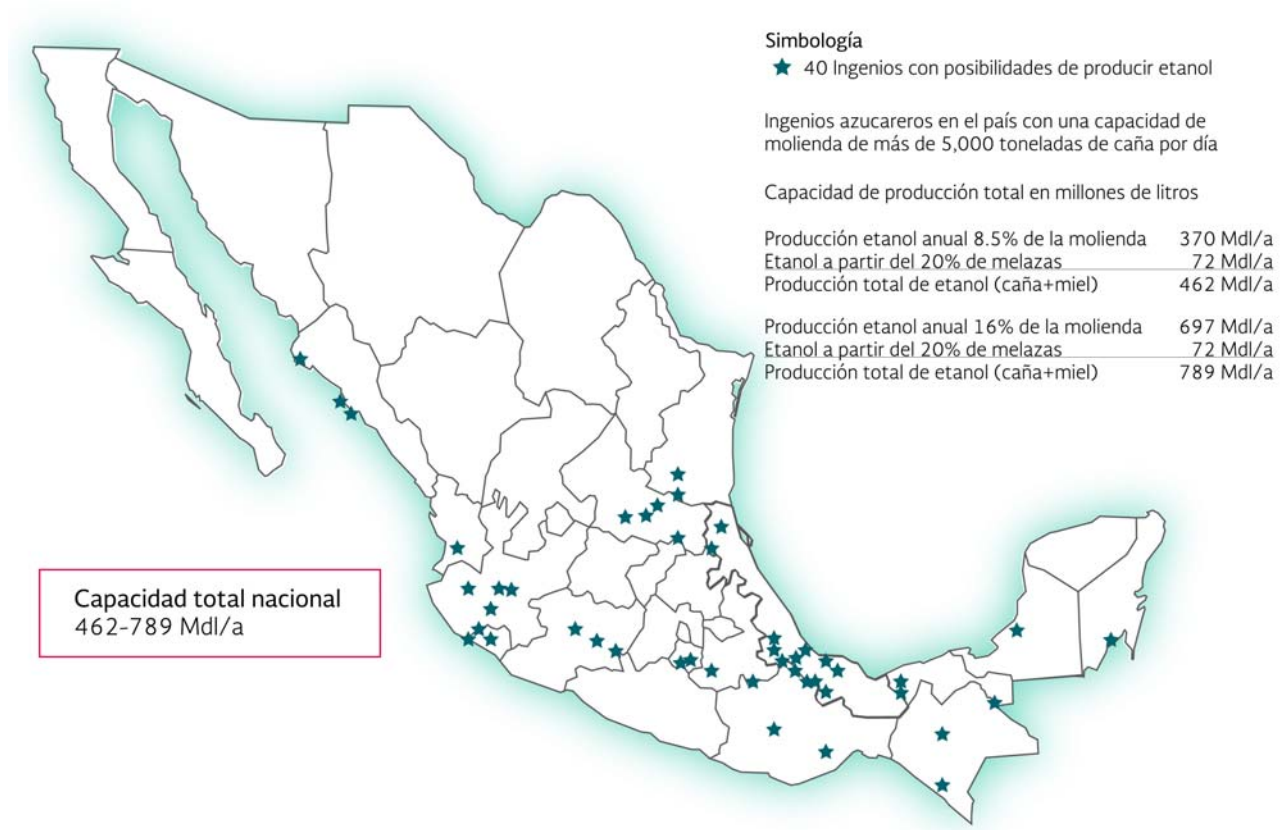 Simbología
★ 40 Ingenios con posibilidades de producir etanol
Ingenios azucareros en el país con una capacidad de
molienda de más de 5,000 toneladas de caña por día
Capacidad de producción total en millones de litros
Producción etanol anual 8.5% de la molienda 370 Mdl/a
Etanol a partir del 20% de melazas 72 Mdl/a
Producción total de etanol (caña+miel) 462 Mdl/a
Producción etanol anual 16% de la molienda 697 Mdl/a
Etanol a partir del 20% de melazas 72 Mdl/a
Producción total de etanol (caña+miel) 789 Mdl/a
Capacidad total nacional
462-789 Mdl/a